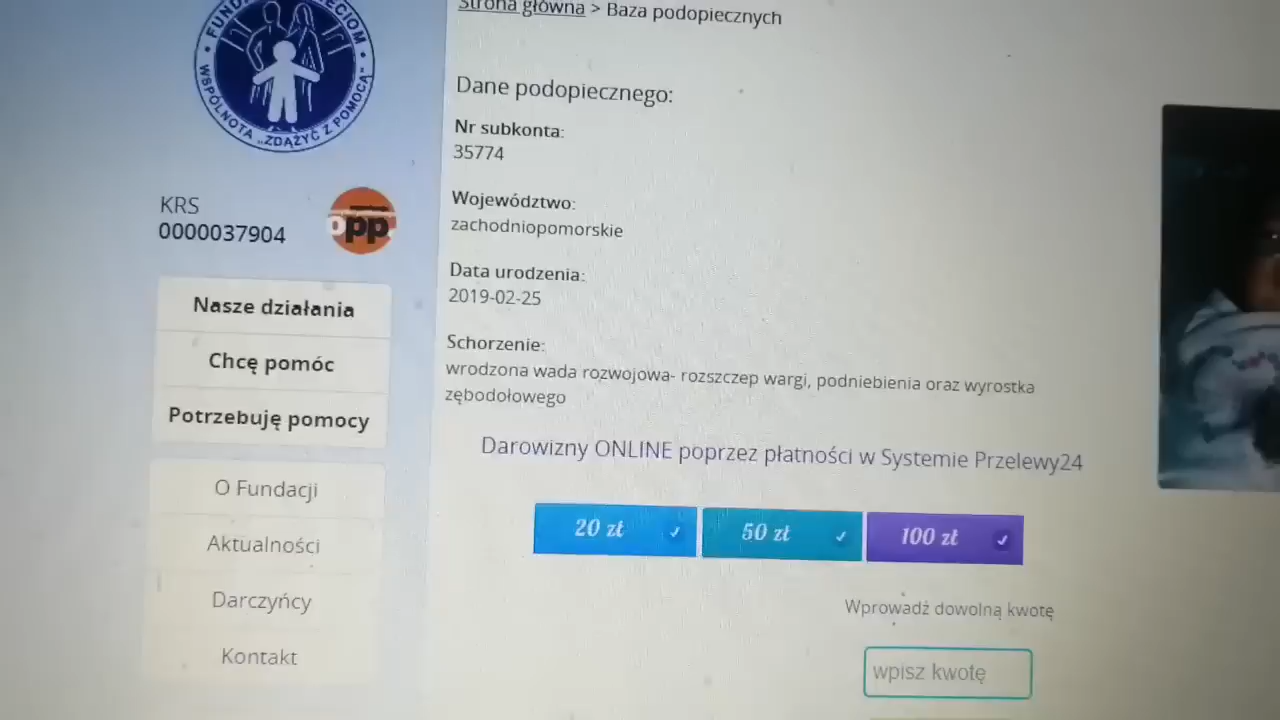 Strona główna > Baza podopiecznych
WSPÓLNOTA „ZDĄŻYĆ Z POMOCĄ"
KRS
0000037904
opp
Nasze działania
Chcę pomóc
Potrzebuję pomocy
O Fundacji
Aktualności
Darczyńcy
Kontakt
Dane podopiecznego:
Nr subkonta:
35774
Województwo:
zachodniopomorskie
Data urodzenia:
2019-02-25
Schorzenie:
wrodzona wada rozwojowa- rozszczep wargi, podniebienia oraz wyrostka
zębodołowego
Darowizny ONLINE poprzez płatności w Systemie Przelewy24
20 zł
50 zł
100 zł
Wprowadź dowolną kwotę
wpisz kwotę